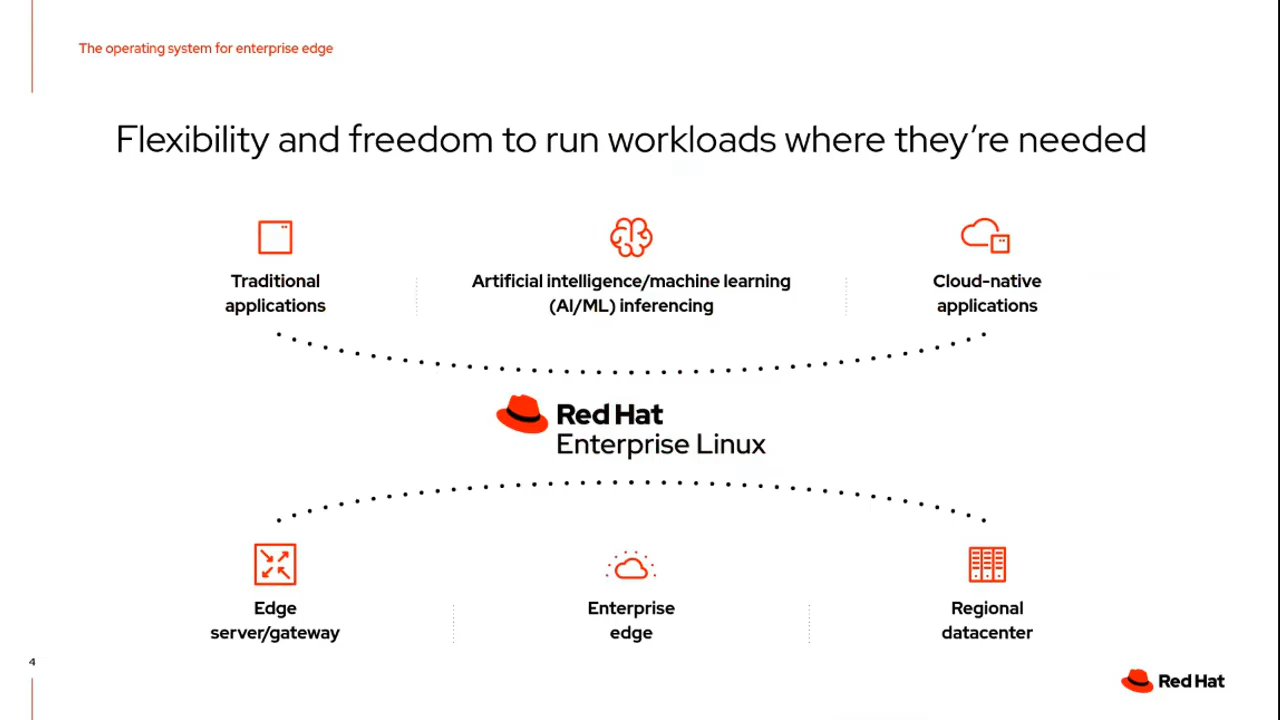 The operating system for enterprise edge
Flexibility and freedom to run workloads where they’re needed
Traditional
applications
Artificial intelligence/machine learning
(AI/ML) inferencing
Cloud-native
applications
Red Hat
Enterprise Linux
Edge
server/gateway
Enterprise
edge
Regional
datacenter
4
Red Hat